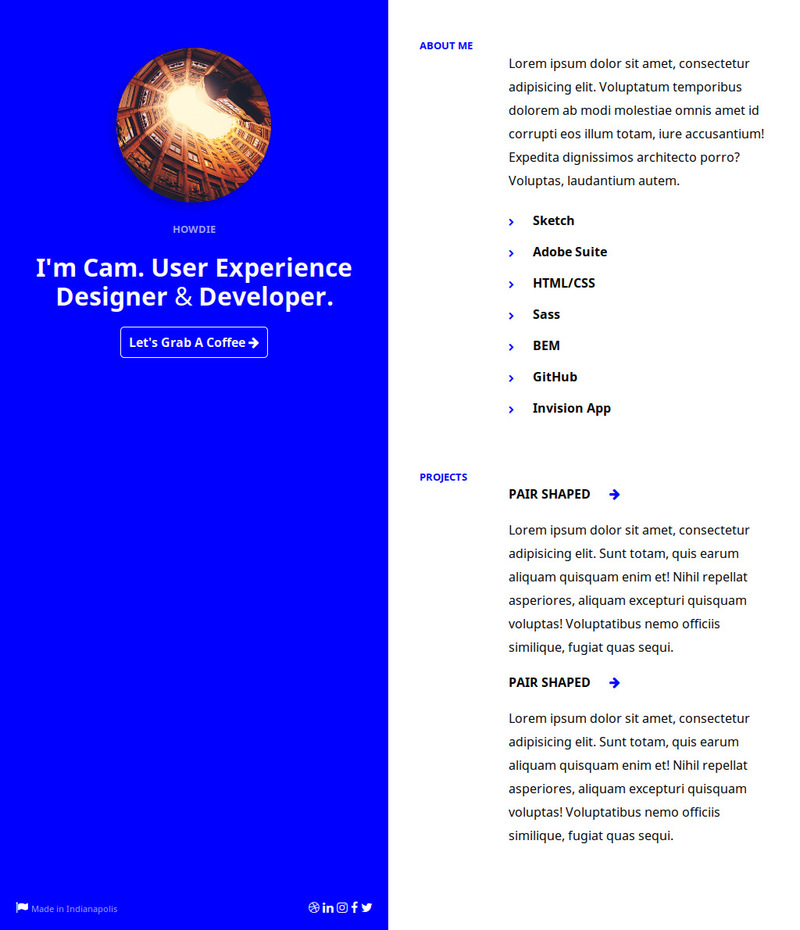 HOWDIE
I'm Cam. User Experience
Designer & Developer.
Let's Grab A Coffee
Made in Indianapolis
ABOUT ME
Lorem ipsum dolor sit amet, consectetur
adipisicing elit. Voluptatum temporibus
dolorem ab modi molestiae omnis amet id
corrupti eos illum totam, iure accusantium!
Expedita dignissimos architecto porro?
Voluptas, laudantium autem.
Sketch
Adobe Suite
HTML/CSS
Sass
BEM
GitHub
Invision App
PROJECTS
PAIR SHAPED
Lorem ipsum dolor sit amet, consectetur
adipisicing elit. Sunt totam, quis earum
aliquam quisquam enim et! Nihil repellat
asperiores, aliquam excepturi quisquam
voluptas! Voluptatibus nemo officiis
similique, fugiat quas sequi.
PAIR SHAPED
Lorem ipsum dolor sit amet, consectetur
adipisicing elit. Sunt totam, quis earum
aliquam quisquam enim et! Nihil repellat
asperiores, aliquam excepturi quisquam
voluptas! Voluptatibus nemo officiis
similique, fugiat quas sequi.